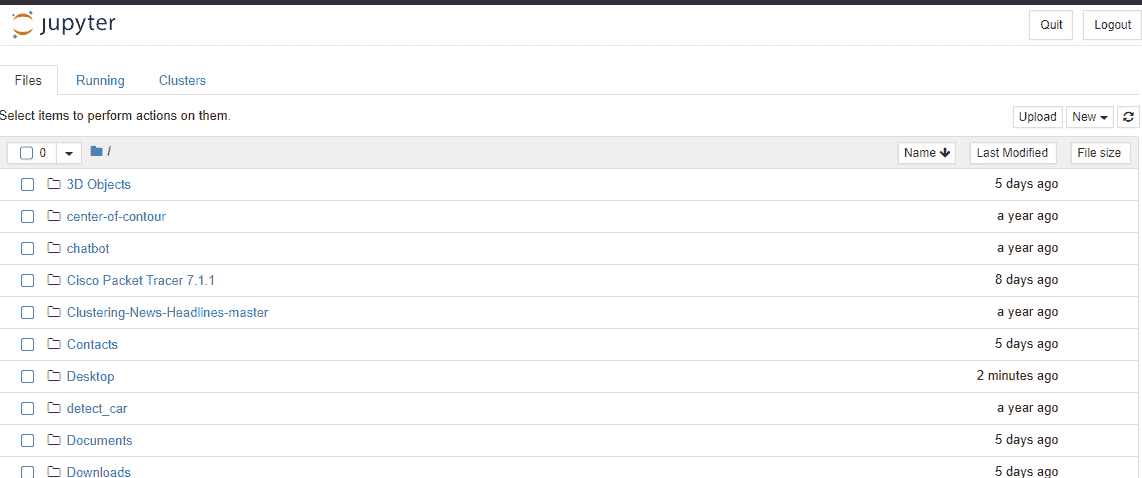 jupyter Quit Logout
Files Running Clusters
Select items to perform actions on them. Upload New
0 / Name Last Modified File size
3D Objects 5 days ago
center-of-contour a year ago
chatbot a year ago
Cisco Packet Tracer 7.1.1 8 days ago
Clustering-News-Headlines-master a year ago
Contacts 5 days ago
Desktop 2 minutes ago
detect_car a year ago
Documents 5 days ago
Downloads 5 days ago